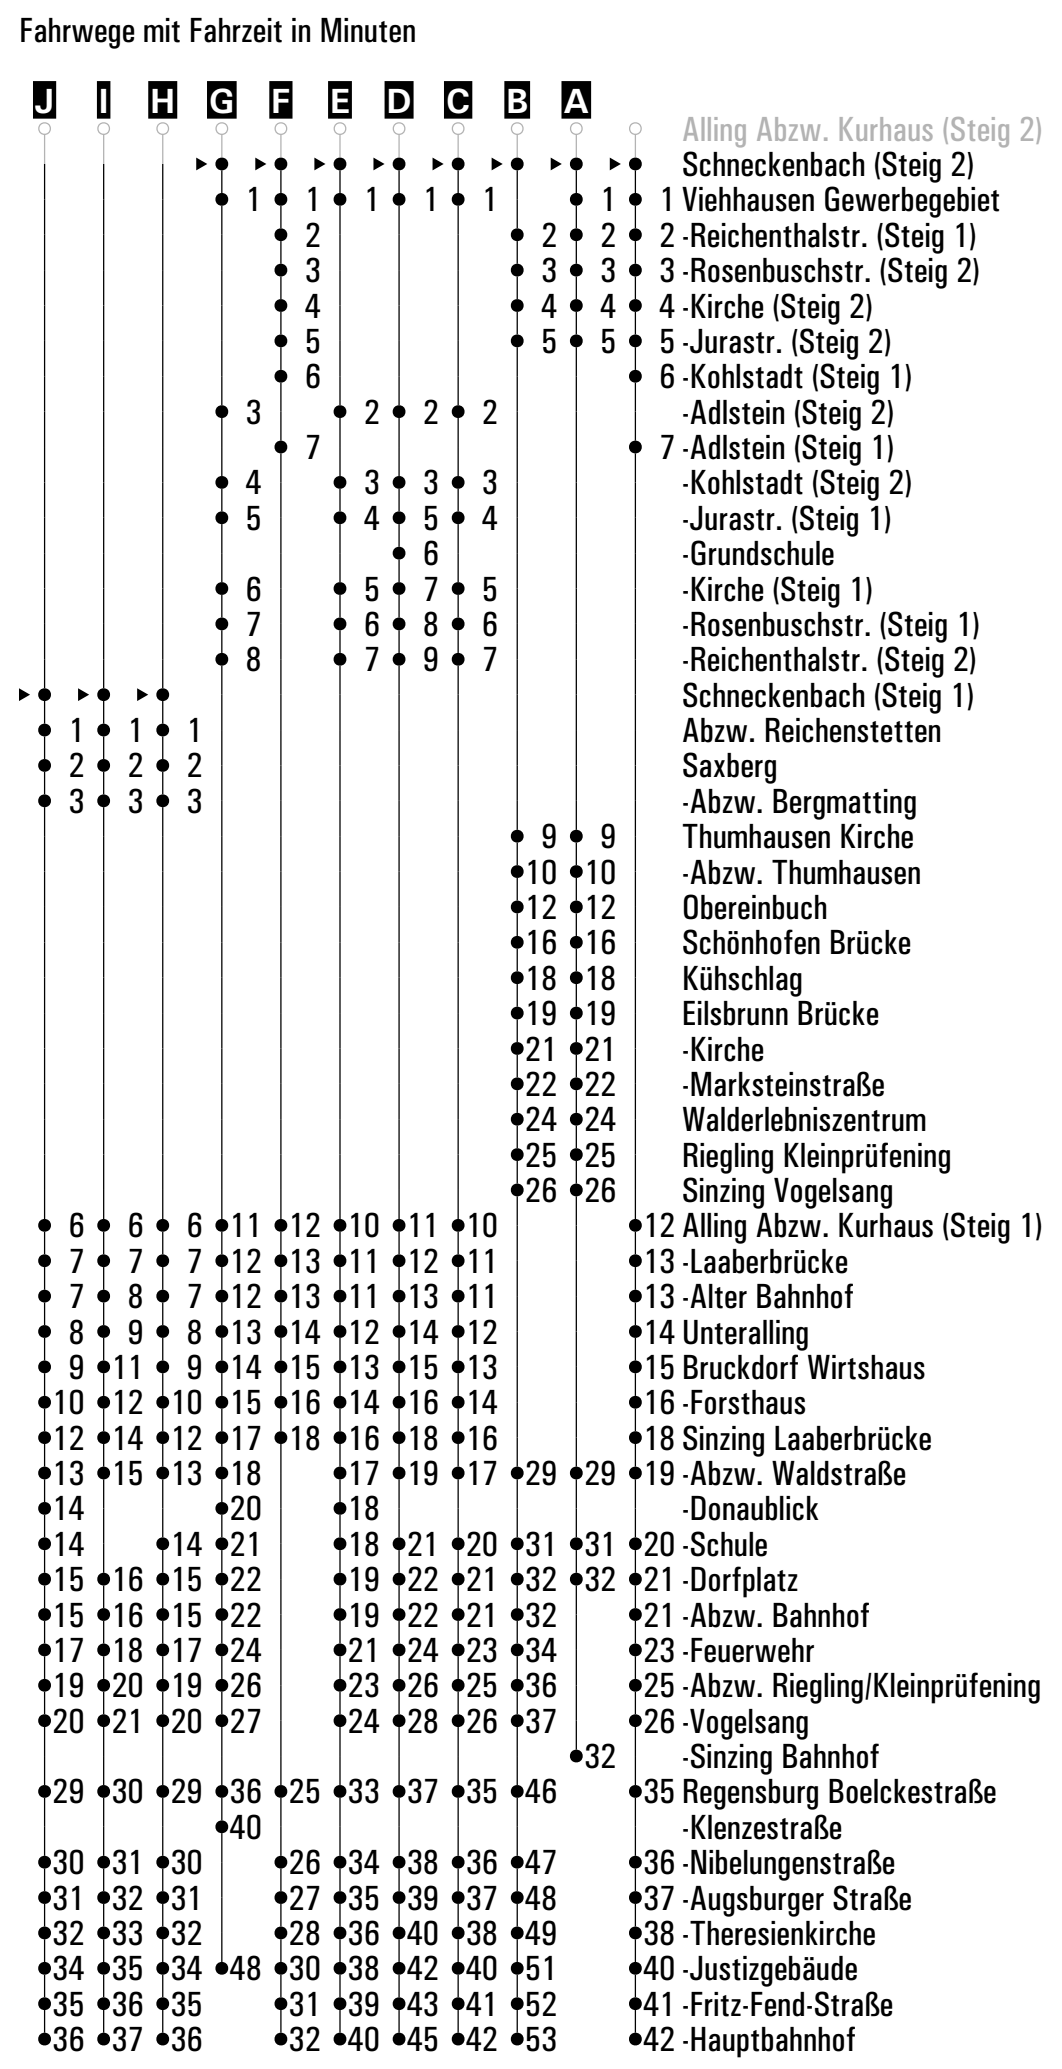 Fahrwege mit Fahrzeit in Minuten
J I H G F E D C B A
Alling Abzw. Kurhaus (Steig 2)
Schneckenbach (Steig 2)
1 1 1 1 1 1 1 Viehhausen Gewerbegebiet
2 2 2 2 -Reichenthalstr. (Steig 1)
3 3 3 3 -Rosenbuschstr. (Steig 2)
4 4 4 4 -Kirche (Steig 2)
5 5 5 5 -Jurastr. (Steig 2)
6 6 -Kohlstadt (Steig 1)
3 2 2 2 -Adlstein (Steig 2)
7 7 -Adlstein (Steig 1)
4 3 3 3 -Kohlstadt (Steig 2)
5 4 5 4 -Jurastr. (Steig 1)
6 -Grundschule
6 5 7 5 -Kirche (Steig 1)
7 6 8 6 -Rosenbuschstr. (Steig 1)
8 7 9 7 -Reichenthalstr. (Steig 2)
Schneckenbach (Steig 1)
1 1 1 Abzw. Reichenstetten
2 2 2 Saxberg
3 3 3 -Abzw. Bergmatting
9 9 Thumhausen Kirche
10 10 -Abzw. Thumhausen
12 12 Obereinbuch
16 16 Schönhofen Brücke
18 18 Kühschlag
19 19 Eilsbrunn Brücke
21 21 -Kirche
22 22 -Marksteinstraße
24 24 Walderlebniszentrum
25 25 Riegling Kleinprüfening
26 26 Sinzing Vogelsang
6 6 6 11 12 10 11 10 12 Alling Abzw. Kurhaus (Steig 1)
7 7 7 12 13 11 12 11 13 -Laaberbrücke
7 8 7 12 13 11 13 11 13 -Alter Bahnhof
8 9 8 13 14 12 14 12 14 Unteralling
9 11 9 14 15 13 15 13 15 Bruckdorf Wirtshaus
10 12 10 15 16 14 16 14 16 -Forsthaus
12 14 12 17 18 16 18 16 18 Sinzing Laaberbrücke
13 15 13 18 17 19 17 29 29 19 -Abzw. Waldstraße
14 20 18 -Donaublick
14 14 21 18 21 20 31 31 20 -Schule
15 16 15 22 19 22 21 32 32 21 -Dorfplatz
15 16 15 22 19 22 21 32 21 -Abzw. Bahnhof
17 18 17 24 21 24 23 34 23 -Feuerwehr
19 20 19 26 23 26 25 36 25 -Abzw. Riegling/Kleinprüfening
20 21 20 27 24 28 26 37 26 -Vogelsang
32 -Sinzing Bahnhof
29 30 29 36 25 33 37 35 46 35 Regensburg Boelckestraße
40 -Klenzestraße
30 31 30 26 34 38 36 47 36 -Nibelungenstraße
31 32 31 27 35 39 37 48 37 -Augsburger Straße
32 33 32 28 36 40 38 49 38 -Theresienkirche
34 35 34 48 30 38 42 40 51 40 -Justizgebäude
35 36 35 31 39 43 41 52 41 -Fritz-Fend-Straße
36 37 36 32 40 45 42 53 42 -Hauptbahnhof